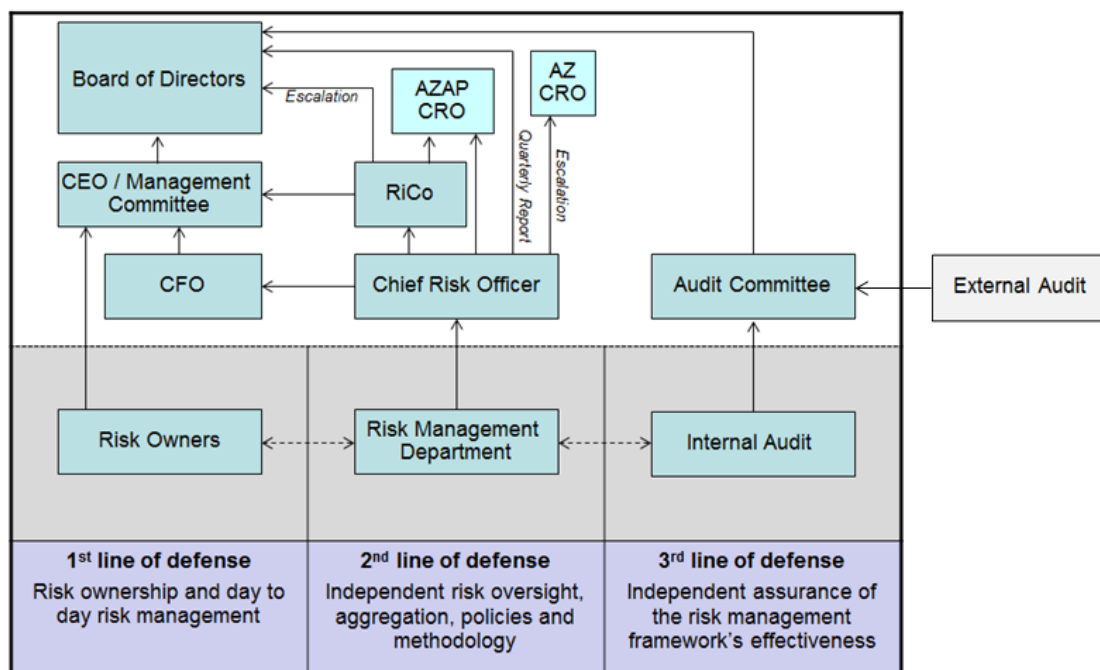 Board of Directors
Escalation
AZAP
CRO
AZ
CRO
Quarterly Report
Escalation
CEO / Management
Committee
RiCo
CFO
Chief Risk Officer
Audit Committee
External Audit
Risk Owners
Risk Management
Department
Internal Audit
1st line of defense
Risk ownership and day to
day risk management
2nd line of defense
Independent risk oversight,
aggregation, policies and
methodology
3rd line of defense
Independent assurance of
the risk management
framework's effectiveness